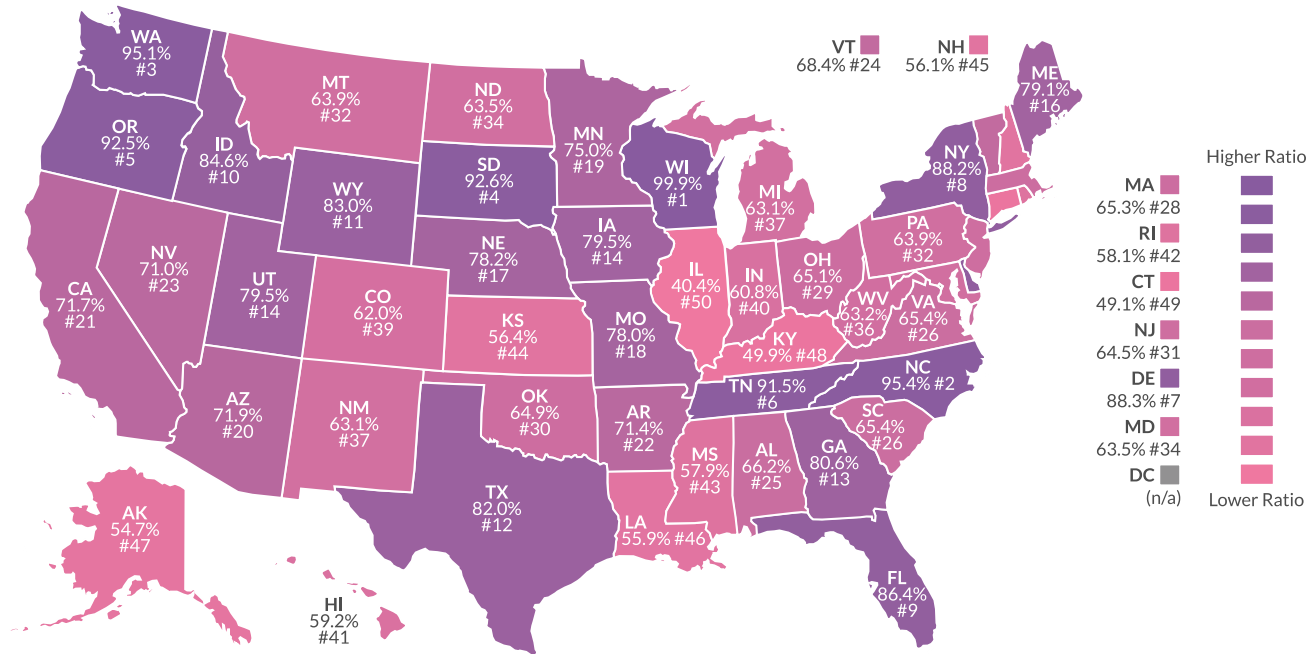 WA
95.1%
#3
OR
92.5%
#5
ID
84.6%
#10
MT
63.9%
#32
ND
63.5%
#34
MN
75.0%
#19
SD
92.6%
#4
WY
83.0%
#11
WI
99.9%
#1
MI
63.1%
#37
VT
68.4% #24
NH
56.1% #45
ME
79.1%
#16
NY
88.2%
#8
CA
71.7%
#21
NV
71.0%
#23
UT
79.5%
#14
CO
62.0%
#39
NE
78.2%
#17
IA
79.5%
#14
IL
40.4%
#50
IN
60.8%
#40
OH
65.1%
#29
PA
63.9%
#32
WV
63.2%
#36
VA
65.4%
#26
KS
56.4%
#44
MO
78.0%
#18
KY
49.9% #48
TN 91.5%
#6
NC
95.4% #2
SC
65.4%
#26
AZ
71.9%
#20
NM
63.1%
#37
OK
64.9%
#30
AR
71.4%
#22
MS
57.9%
#43
AL
66.2%
#25
GA
80.6%
#13
TX
82.0%
#12
LA
55.9% #46
FL
86.4%
#9
AK
54.7%
#47
HI
59.2%
#41
MA
65.3% #28
RI
58.1% #42
CT
49.1% #49
NJ
64.5% #31
DE
88.3% #7
MD
63.5% #34
DC
(n/a)
Higher Ratio
Lower Ratio